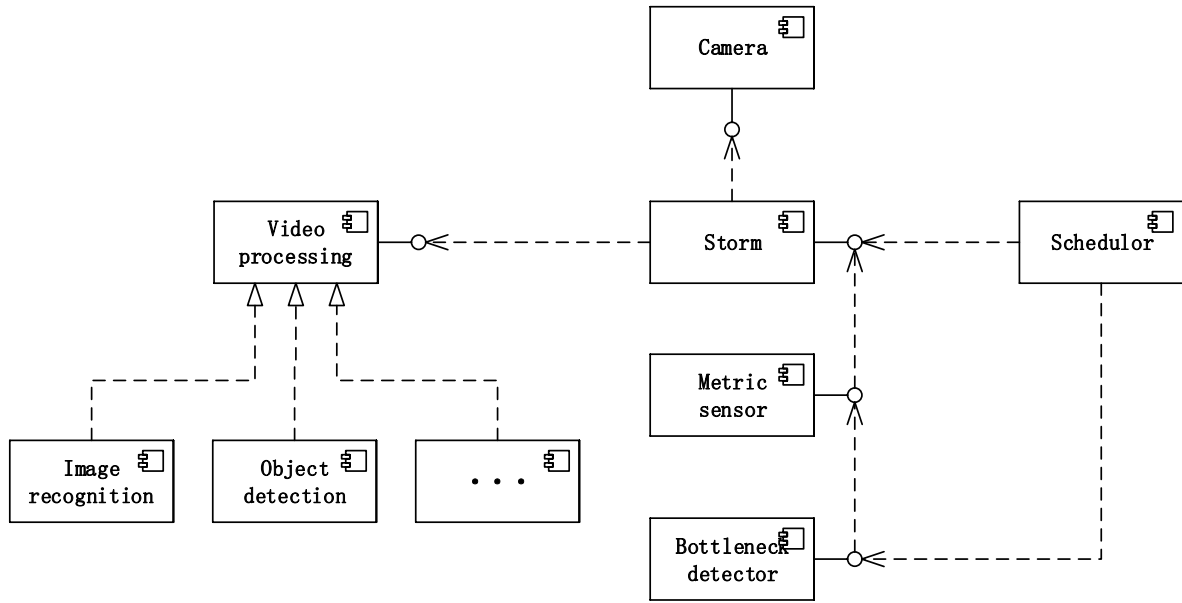 Camera
Video
processing
Storm
Schedulor
Metric
sensor
Image
recognition
Object
detection
• • •
Bottleneck
detector